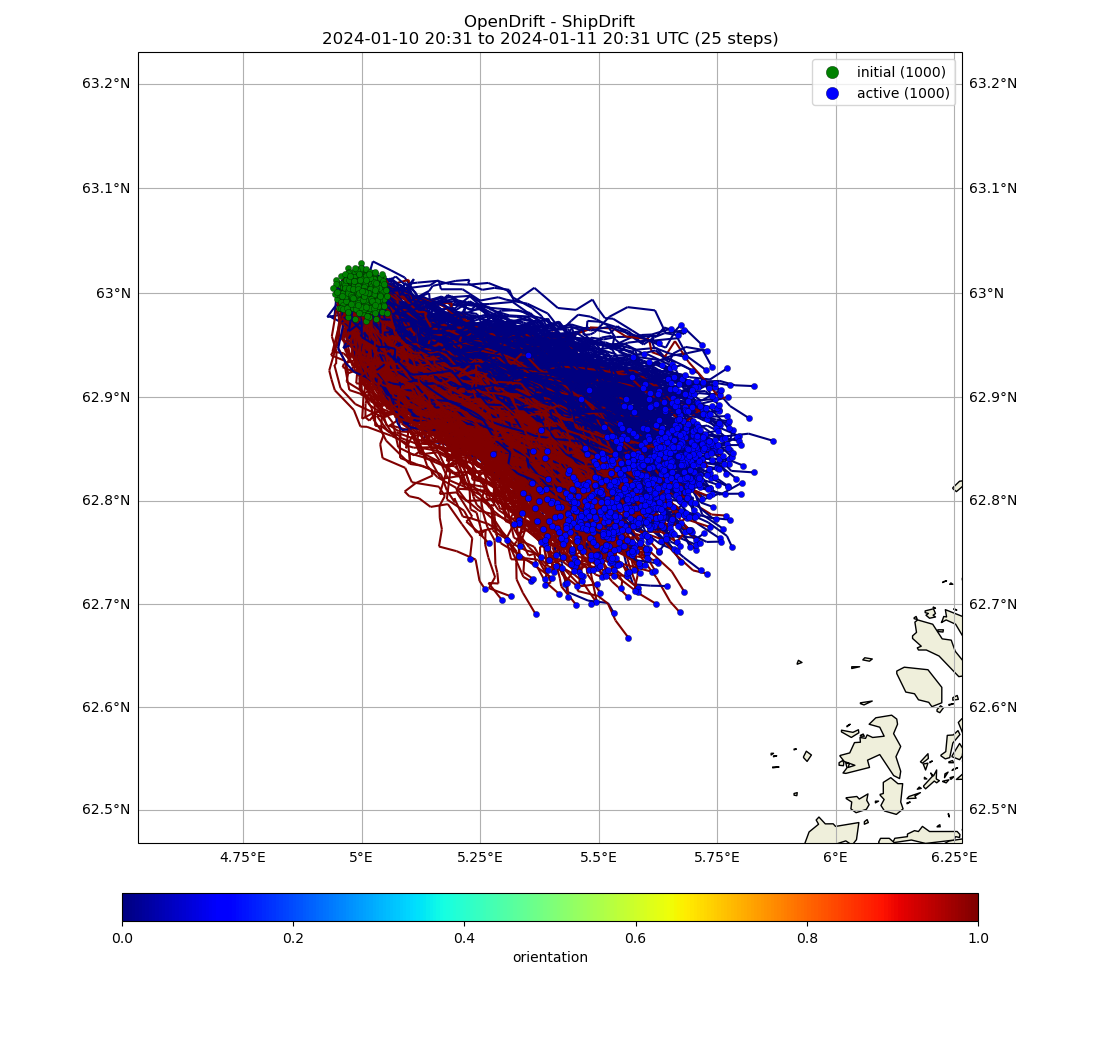 OpenDrift - ShipDrift
2024-01-10 20:31 to 2024-01-11 20:31 UTC (25 steps)
initial (1000)
active (1000)
63.2°N 63.2°N
63.1°N 63.1°N
63°N 63°N
62.9°N 62.9°N
62.8°N 62.8°N
62.7°N 62.7°N
62.6°N 62.6°N
62.5°N 62.5°N
4.75°E 5°E 5.25°E 5.5°E 5.75°E 6°E 6.25°E
0.0 0.2 0.4 0.6 0.8 1.0
orientation